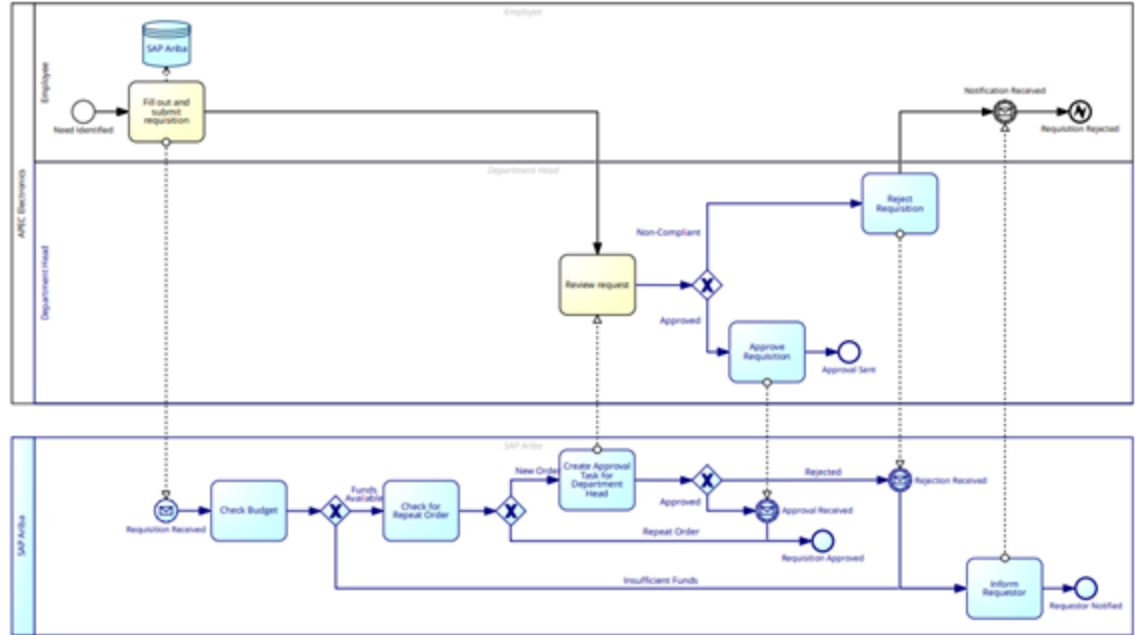 Employee
SAP Ariba
Employee
Fill out and
submit
requisition
Need Identified
Notification Received
Requisition Rejected
APEC Electronics
Department Head
Department Head
Reject
Requisition
Non-Compliant
Review request
Approved
Approve
Requisition
Approval Sent
SAP Ariba
SAP Ariba
Requisition Received
Check Budget
Funds
Available
Check for
Repeat Order
New Order
Create Approval
Task for
Department
Head
Rejected
Rejection Received
Approved
Approval Received
Repeat Order
Requisition Approved
Insufficient Funds
Inform
Requestor
Requestor Notified